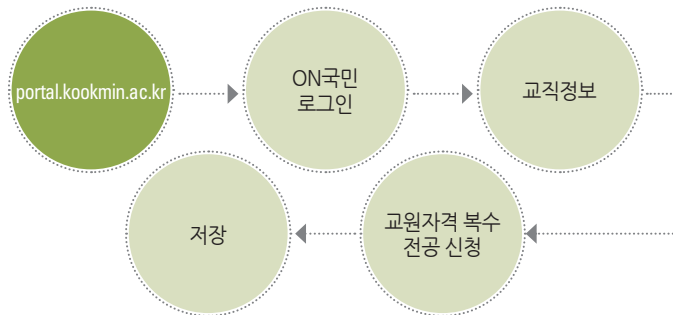 portal.kookmin.ac.kr
ON국민
로그인
교직정보
교원자격 복수
전공 신청
저장